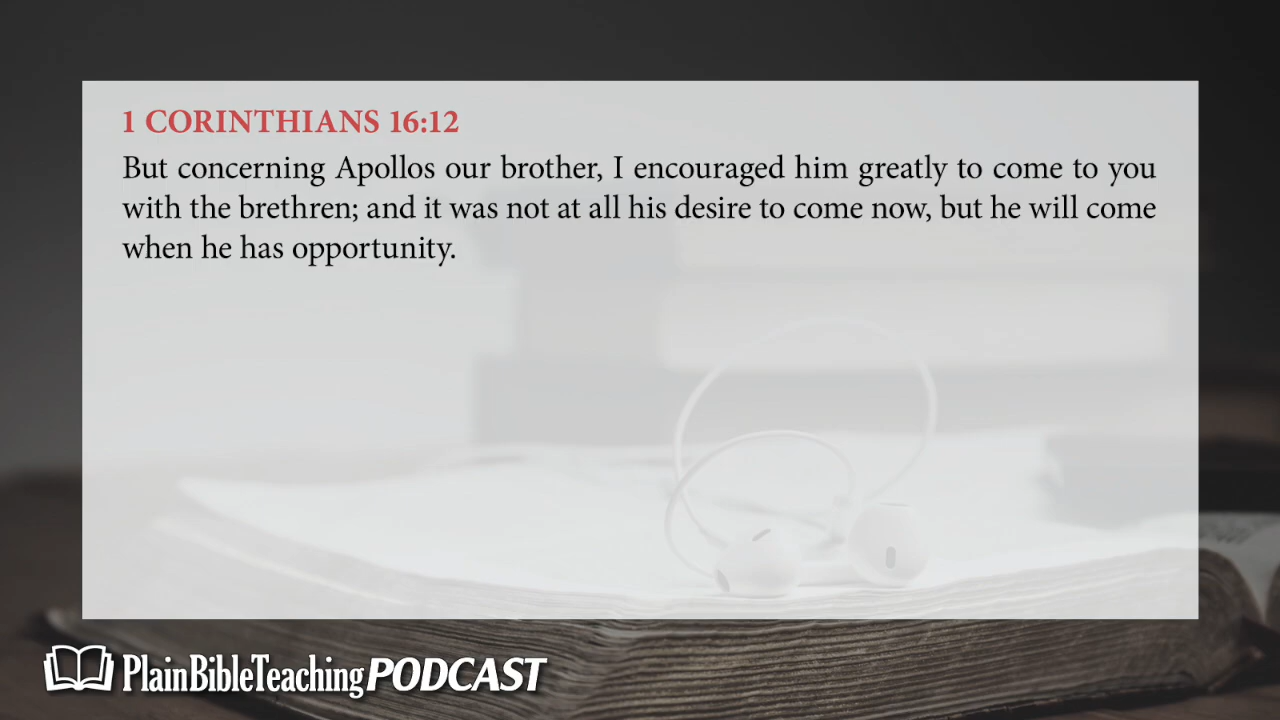 1 CORINTHIANS 16:12
But concerning Apollos our brother, I encouraged him greatly to come to you
with the brethren; and it was not at all his desire to come now, but he will come
when he has opportunity.
PlainBibleTeaching PODCAST